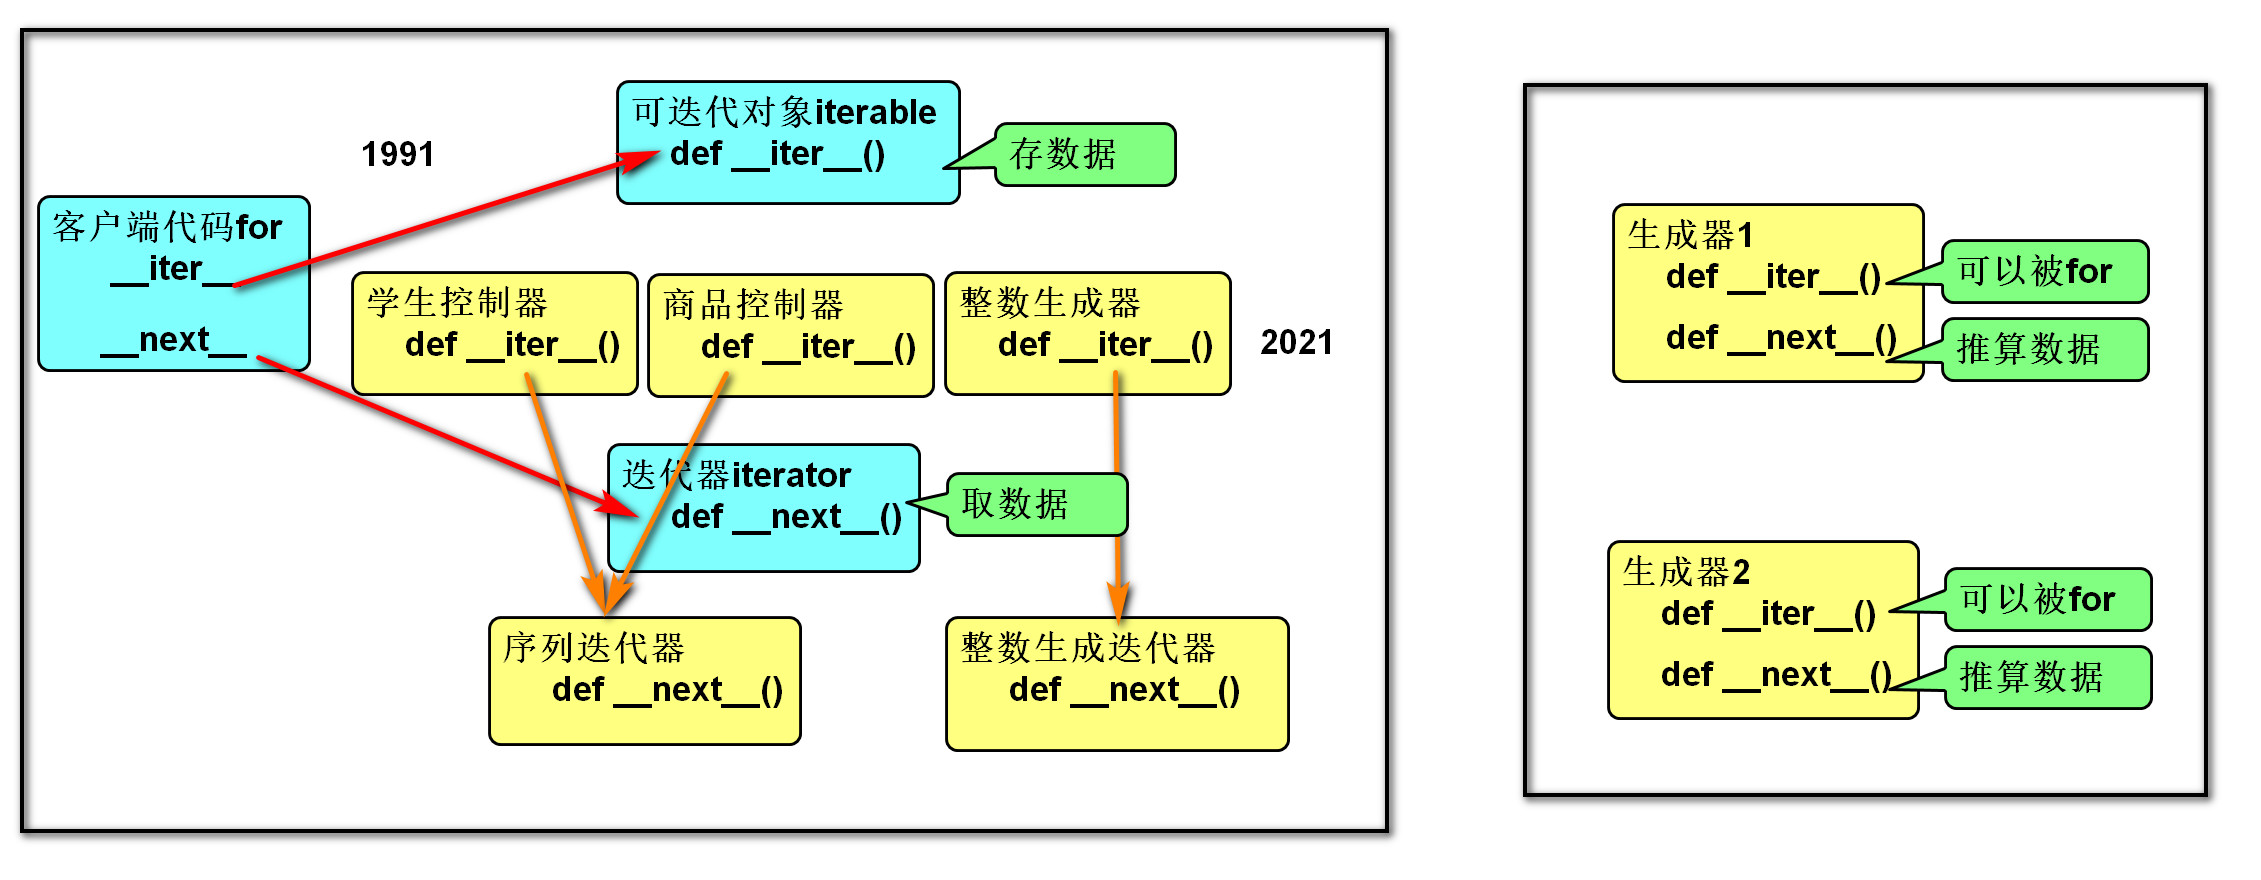 可迭代对象iterable
def __iter__()
存数据
1991
客户端代码for
__iter__
__next__
学生控制器
def __iter__()
商品控制器
def __iter__()
整数生成器
def __iter__()
2021
迭代器iterator
def __next__()
取数据
序列迭代器
def __next__()
整数生成迭代器
def __next__()
生成器1
def __iter__()
可以被for
def __next__()
推算数据
生成器2
def __iter__()
可以被for
def __next__()
推算数据